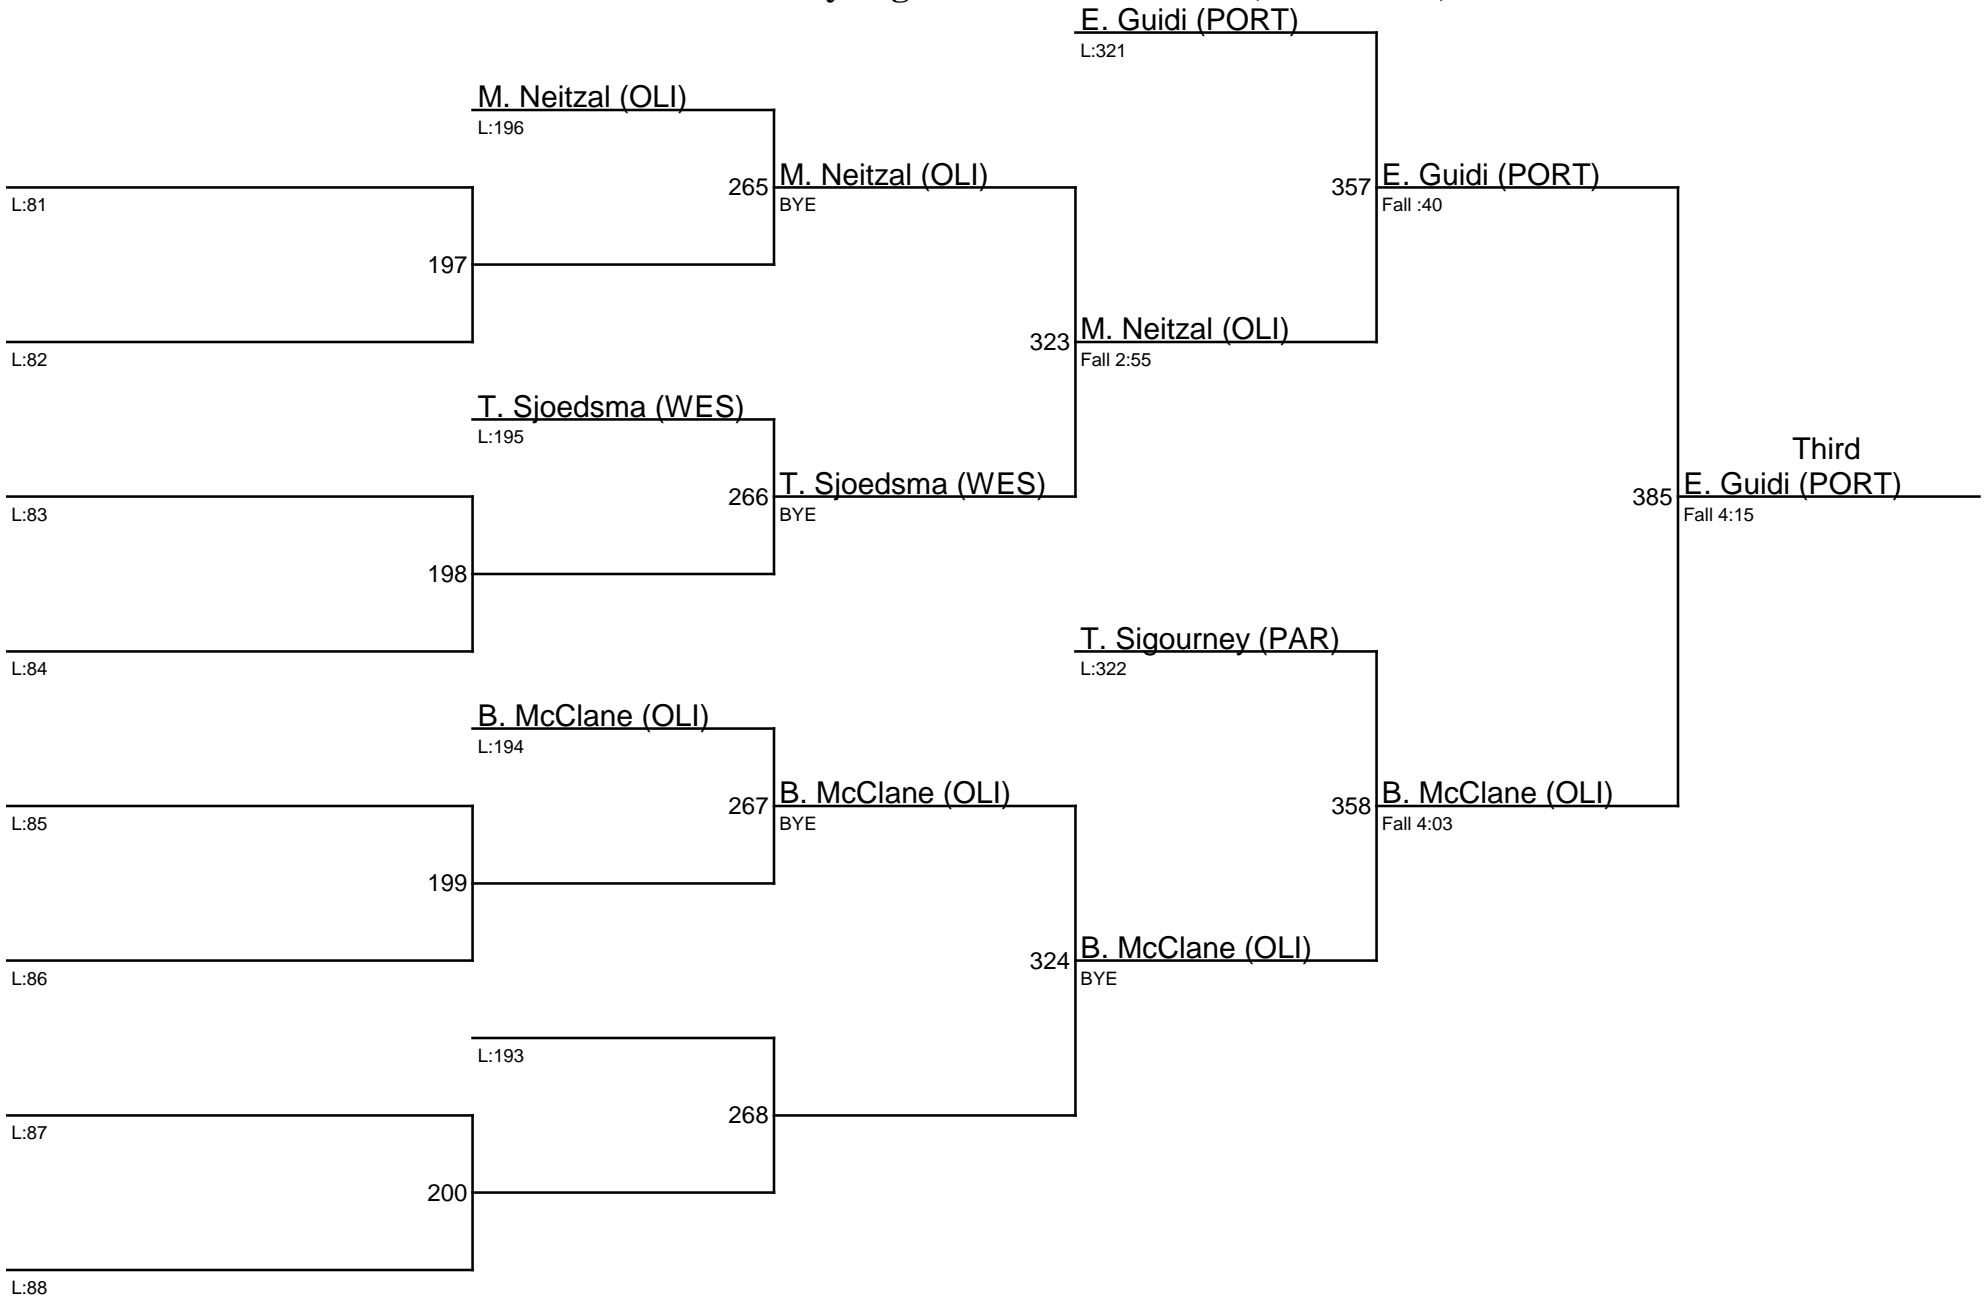 E. Guidi (PORT)
L:321
M. Neitzal (OLI)
L:196
265
M. Neitzal (OLI)
BYE
357
E. Guidi (PORT)
Fall :40
L:81
197
L:82
323
M. Neitzal (OLI)
Fall 2:55
T. Sjoedsma (WES)
L:195
Third
266
T. Sjoedsma (WES)
BYE
385
E. Guidi (PORT)
Fall 4:15
L:83
198
L:84
T. Sigourney (PAR)
L:322
B. McClane (OLI)
L:194
267
B. McClane (OLI)
BYE
358
B. McClane (OLI)
Fall 4:03
L:85
199
L:86
324
B. McClane (OLI)
BYE
L:193
L:87
268
200
L:88